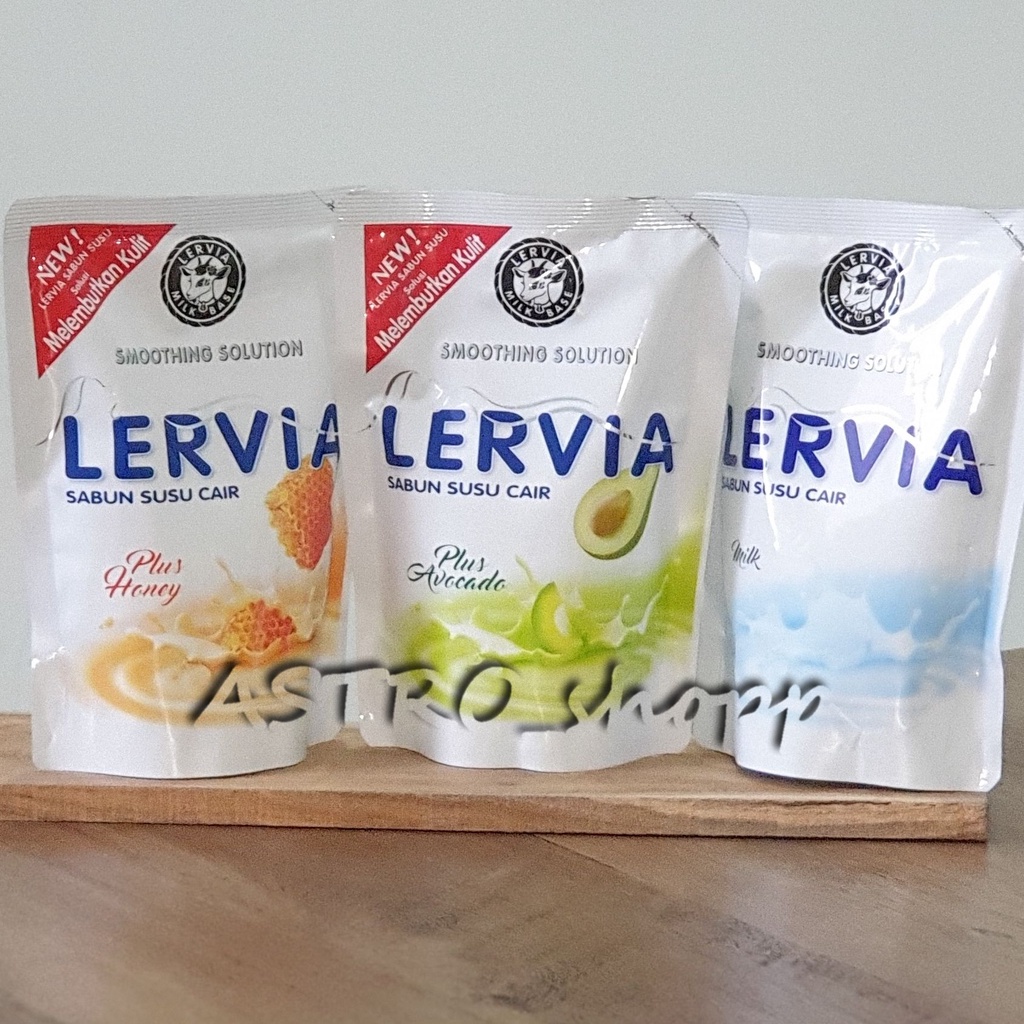 NEW!
LERVIA SABUN SUSU
Solusi
Melembutkan Kulit
LERVIA
MILK BASE
SMOOTHING SOLUTION
LERVIA
SABUN SUSU CAIR
Plus
Honey
NEW!
LERVIA SABUN SUSU
Solusi
Melembutkan Kulit
LERVIA
MILK BASE
SMOOTHING SOLUTION
LERVIA
SABUN SUSU CAIR
Plus
Avocado
LERVIA
MILK BASE
SMOOTHING SOLUTION
LERVIA
SABUN SUSU CAIR
Milk
ASTRO_shopp